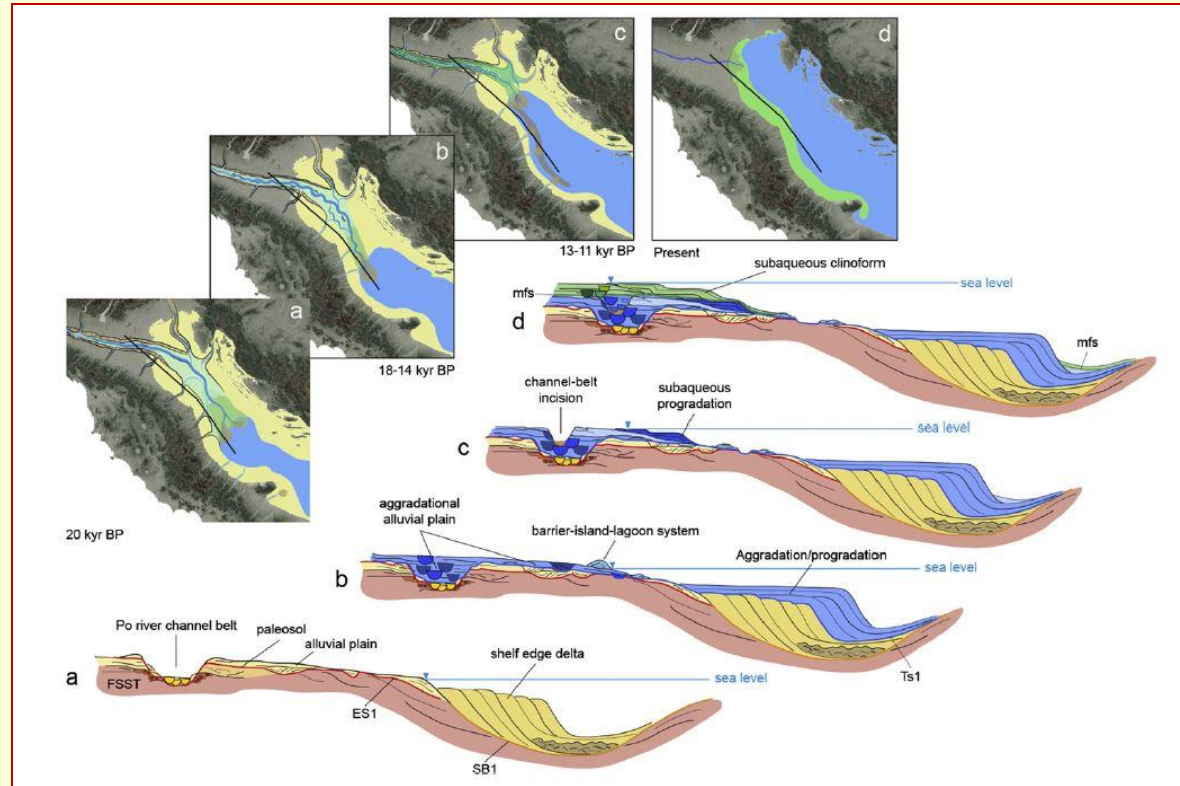 c
d
13-11 kyr BP
Present
b
18-14 kyr BP
a
20 kyr BP
subaqueous clinoform
sea level
mfs
d
mfs
channel-belt
incision
subaqueous
progradation
sea level
c
aggradational
alluvial plain
barrier-island-lagoon system
Aggradation/progradation
sea level
b
Ts1
Po river channel belt
paleosol
alluvial plain
shelf edge delta
sea level
a
FSST
ES1
SB1